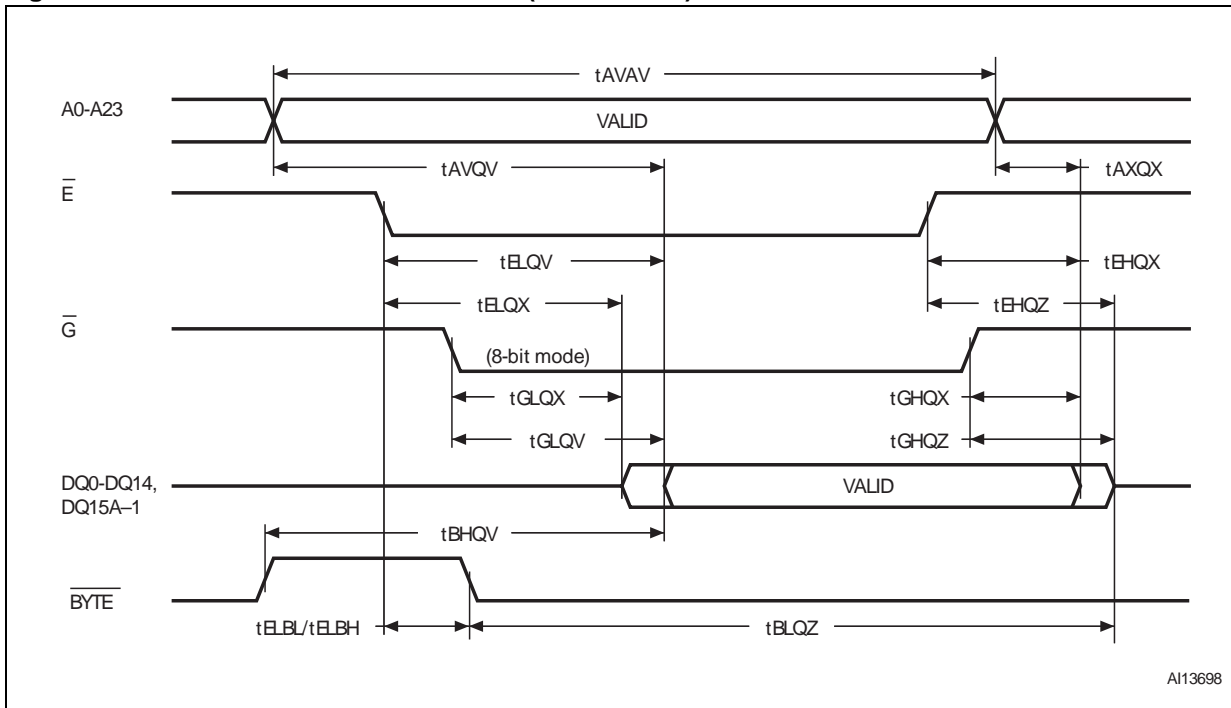 tAVAV
A0-A23
VALID
tAVQV
tAXQX
E
tELQV
tEHQX
tELQX
tEHQZ
G
(8-bit mode)
tGLQX
tGHQX
tGLQV
tGHQZ
DQ0-DQ14,
DQ15A–1
VALID
tBHQV
BYTE
tELBL/tELBH
tBLQZ
AI13698